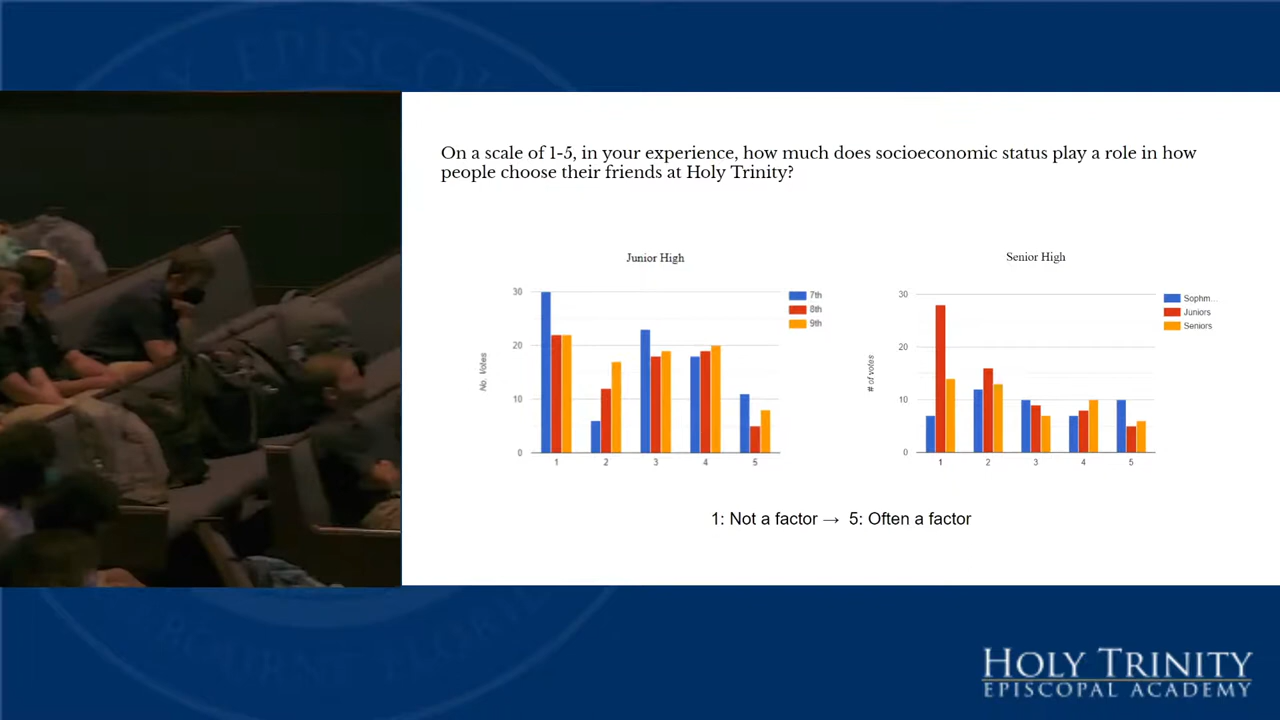 On a scale of 1-5, in your experience, how much does socioeconomic status play a role in how
people choose their friends at Holy Trinity?
Junior High
30
20
10
0
No. Votes
1 2 3 4 5
7th
8th
9th
Senior High
30
20
10
0
# of votes
1 2 3 4 5
Sophm...
Juniors
Seniors
1: Not a factor → 5: Often a factor
HOLY TRINITY
EPISCOPAL ACADEMY